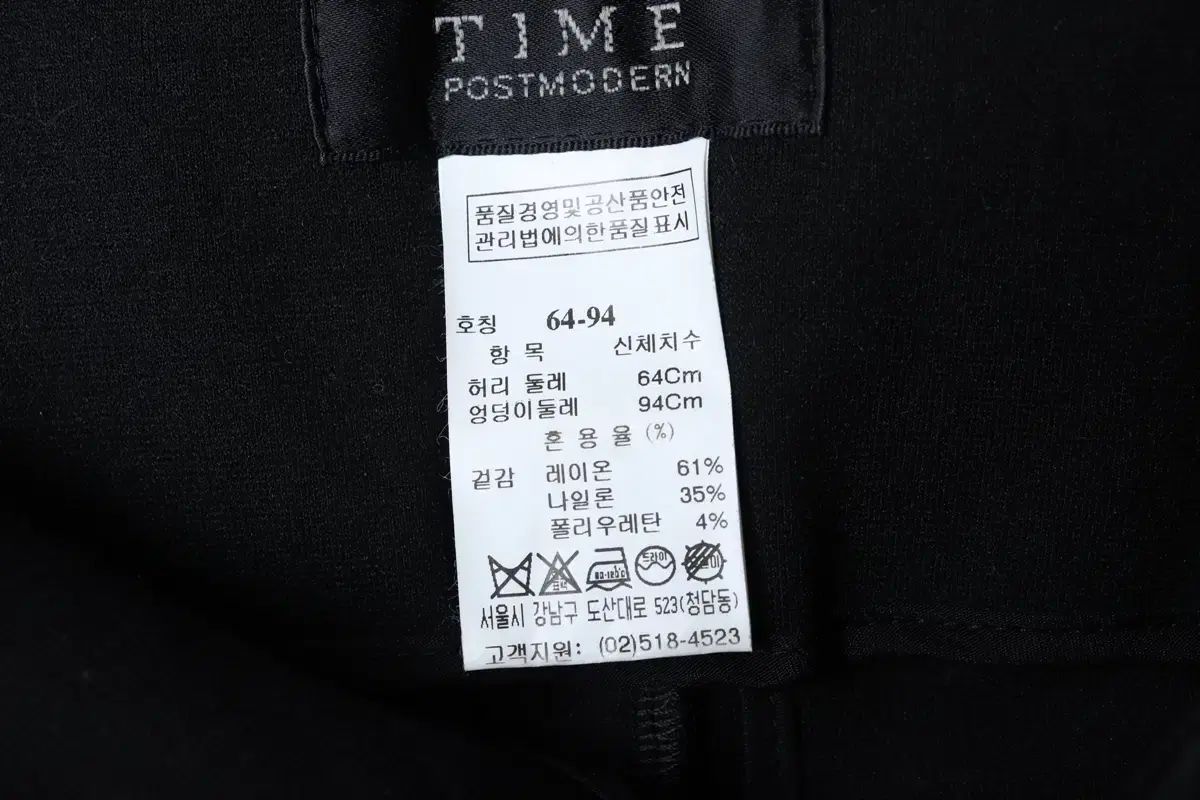 TIME
POSTMODERN
품질경영및공산품안전
관리법에의한품질표시
호칭 64-94
항 목 신체치수
허리 둘레 64Cm
엉덩이둘레 94Cm
혼 용 율 (%)
겉감 레이온 61%
나일론 35%
폴리우레탄 4%
드라이
서울시 강남구 도산대로 523(청담동)
고객지원: (02)518-4523